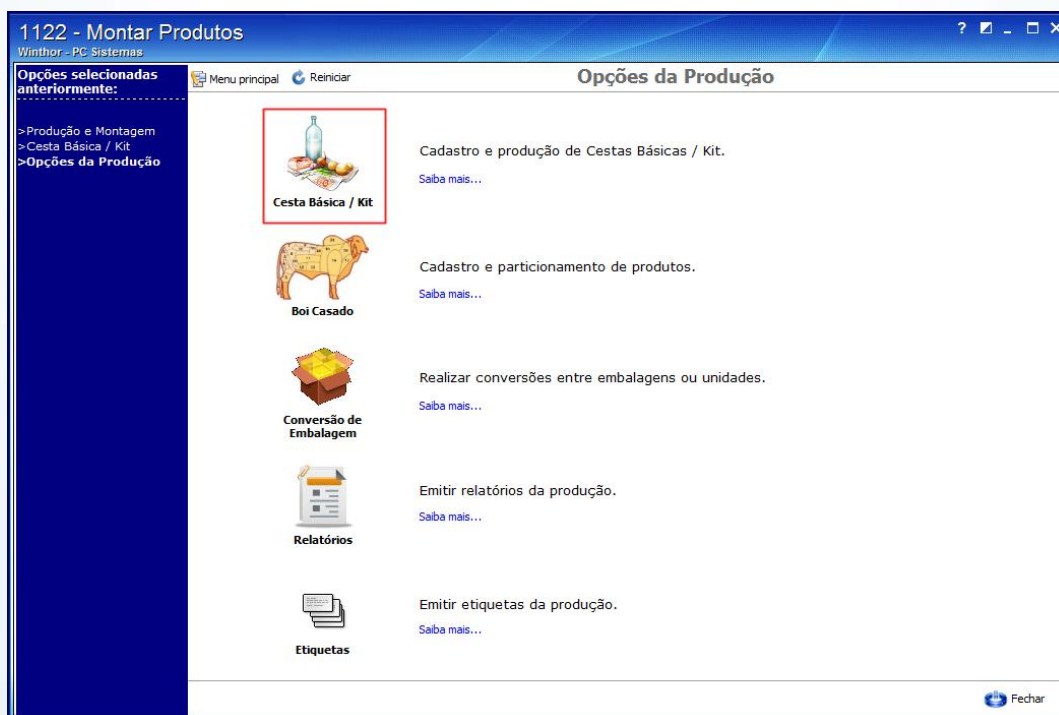 1122 - Montar Produtos
Winthor - PC Sistemas
Opções selecionadas
anteriormente:
>Produção e Montagem
>Cesta Básica / Kit
>Opções da Produção
Menu principal
Reiniciar
Opções da Produção
Cesta Básica / Kit
Cadastro e produção de Cestas Básicas / Kit.
Saiba mais...
Boi Casado
Cadastro e particionamento de produtos.
Saiba mais...
Conversão de
Embalagem
Realizar conversões entre embalagens ou unidades.
Saiba mais...
Relatórios
Emitir relatórios da produção.
Saiba mais...
Etiquetas
Emitir etiquetas da produção.
Saiba mais...
Fechar